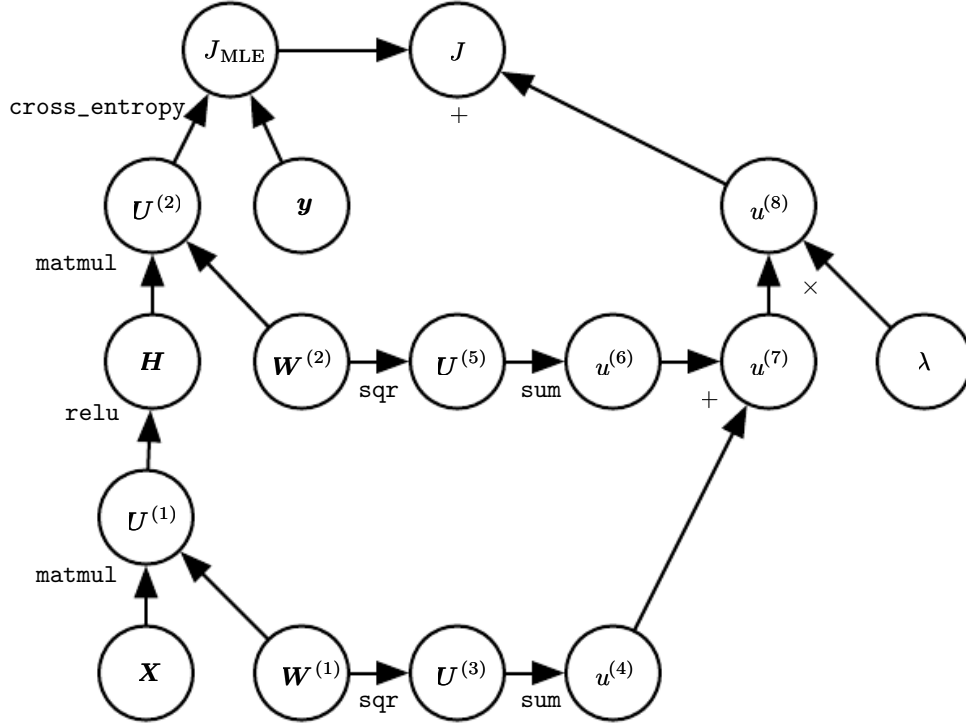 J_MLE J
cross_entropy
+
U^(2) y u^(8)
matmul
×
H W^(2) U^(5) u^(6) u^(7) λ
sqr sum
+
relu
U^(1)
matmul
X W^(1) U^(3) u^(4)
sqr sum